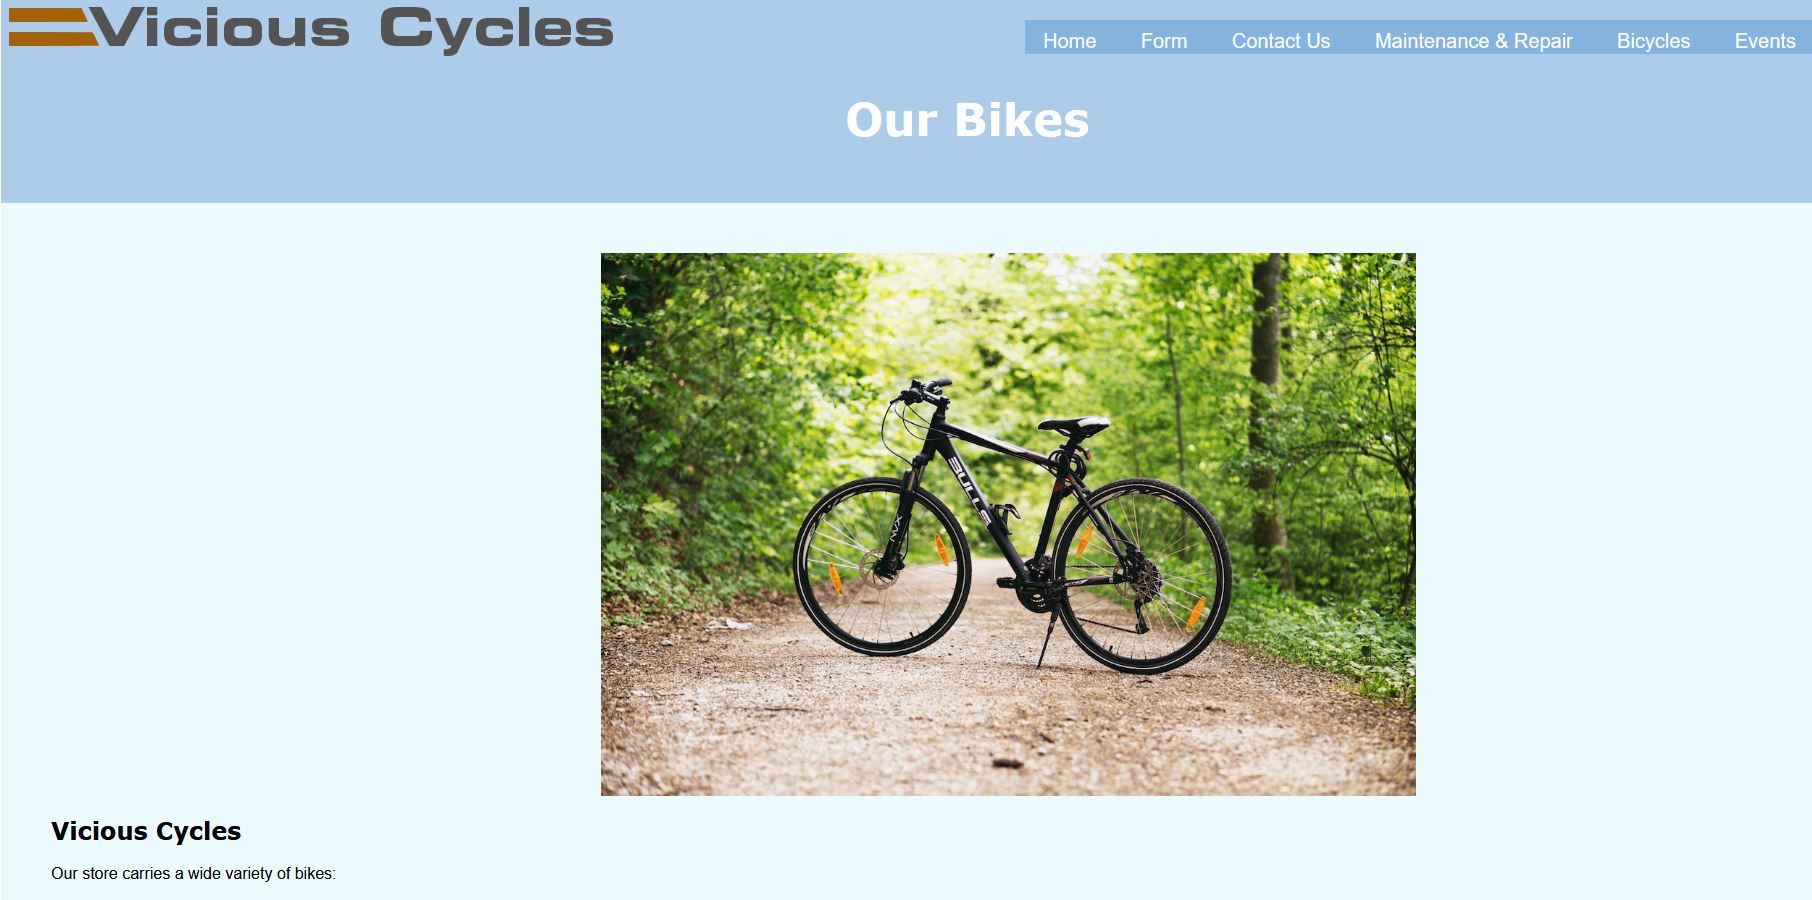 Vicious Cycles
Home Form Contact Us Maintenance & Repair Bicycles Events
Our Bikes
BULLS
MVX
Vicious Cycles
Our store carries a wide variety of bikes: